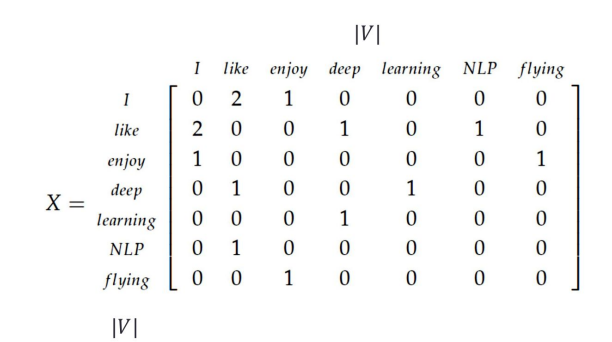 |V|
I like enjoy deep learning NLP flying
I 0 2 1 0 0 0 0
like 2 0 0 1 0 1 0
enjoy 1 0 0 0 0 0 1
X = deep 0 1 0 0 1 0 0
learning 0 0 0 1 0 0 0
NLP 0 1 0 0 0 0 0
flying 0 0 1 0 0 0 0
|V|